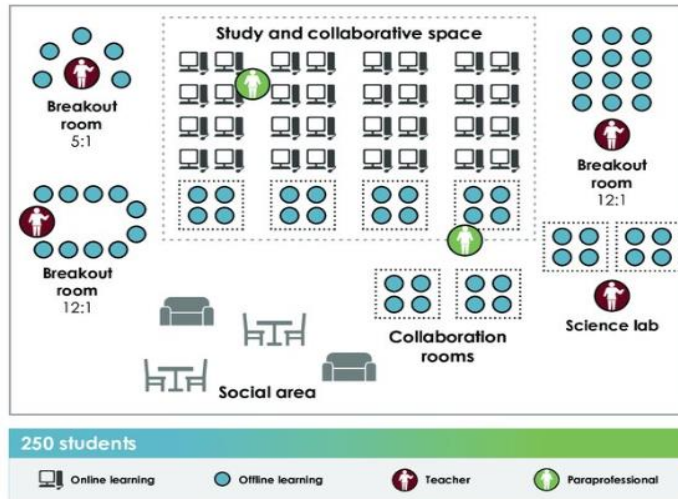 Study and collaborative space
Breakout
room
5:1
Breakout
room
12:1
Breakout
room
12:1
Science lab
Collaboration
rooms
Social area
250 students
Online learning
Offline learning
Teacher
Paraprofessional